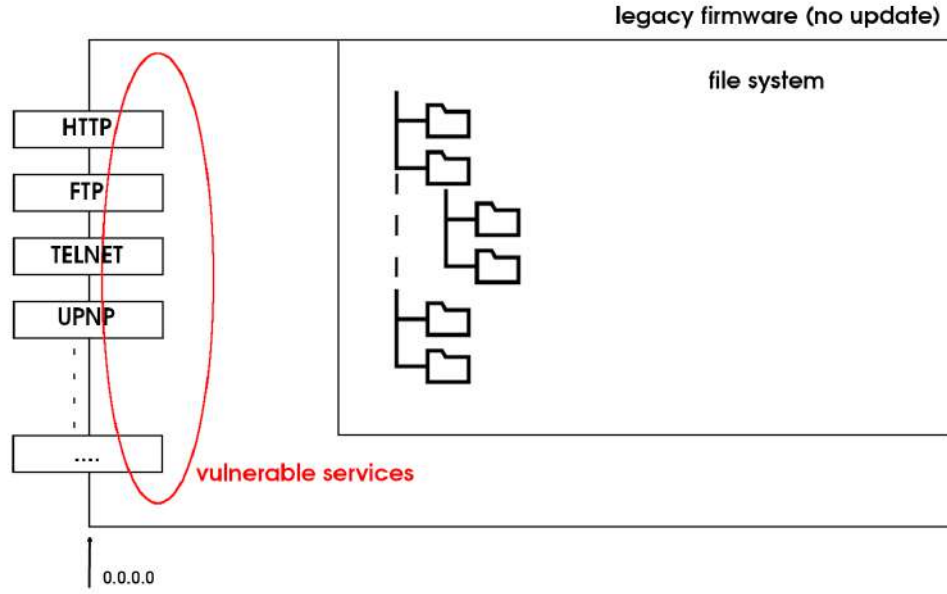 legacy firmware (no update)
file system
HTTP
FTP
TELNET
UPNP
....
vulnerable services
0.0.0.0